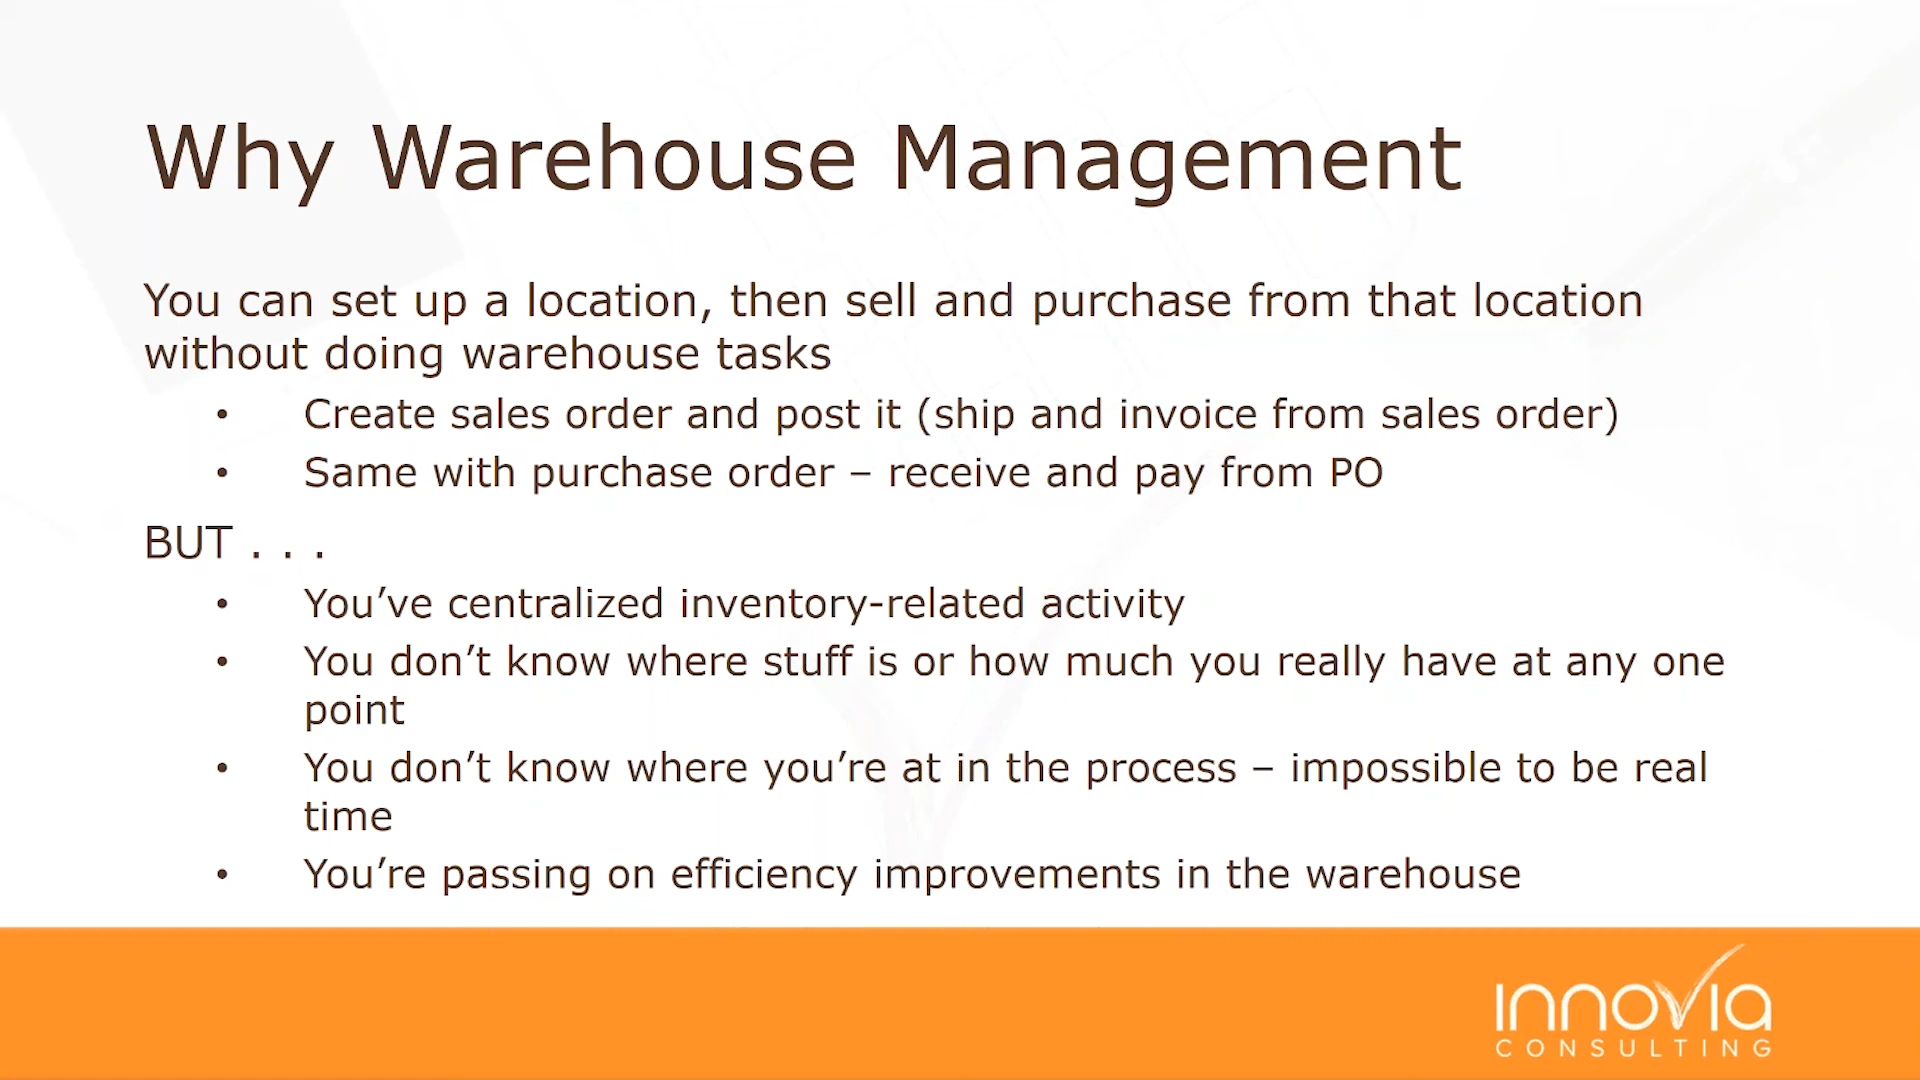 Why Warehouse Management
You can set up a location, then sell and purchase from that location
without doing warehouse tasks
• Create sales order and post it (ship and invoice from sales order)
• Same with purchase order – receive and pay from PO
BUT . . .
• You’ve centralized inventory-related activity
• You don’t know where stuff is or how much you really have at any one
point
• You don’t know where you’re at in the process – impossible to be real
time
• You’re passing on efficiency improvements in the warehouse
innovia
CONSULTING